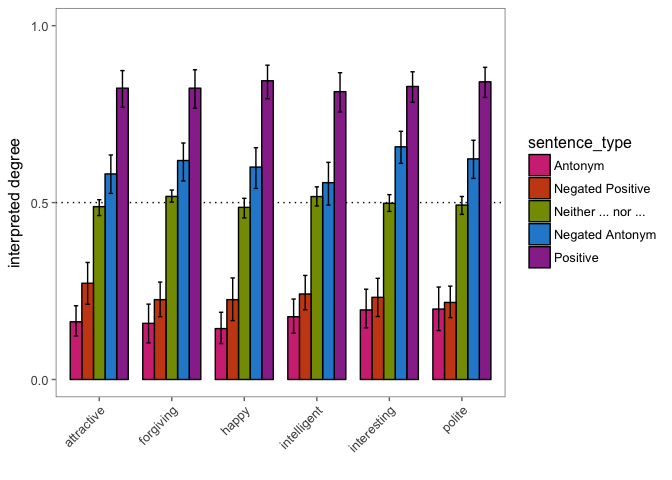 1.0
0.5
0.0
interpreted degree
attractive
forgiving
happy
intelligent
interesting
polite
sentence_type
Antonym
Negated Positive
Neither ... nor ...
Negated Antonym
Positive